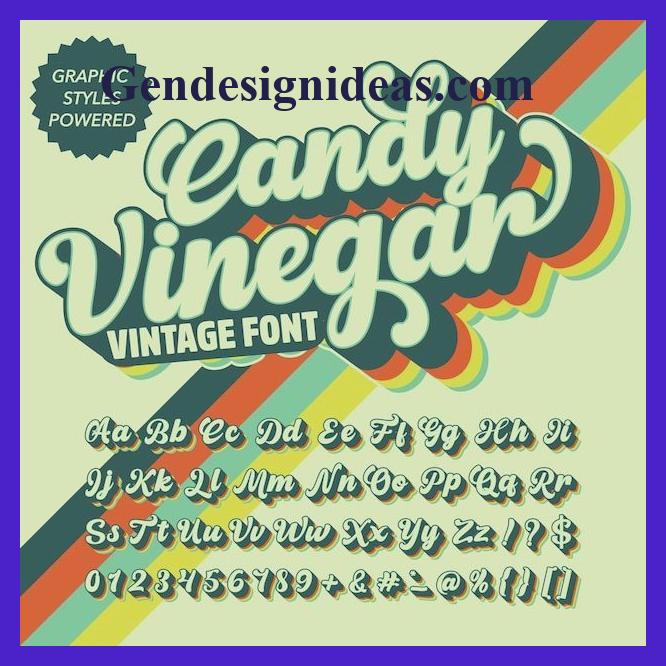 Gendesignideas.com
GRAPHIC
STYLES
POWERED
Candy
Vinegar
VINTAGE FONT
Aa Bb Cc Dd Ee Ff Gg Hh Ii
Jj Kk Ll Mm Nn Oo Pp Qq Rr
Ss Tt Uu Vv Ww Xx Yy Zz ! ? $
0 1 2 3 4 5 6 7 8 9 + & # ÷ @ % { } [ ]